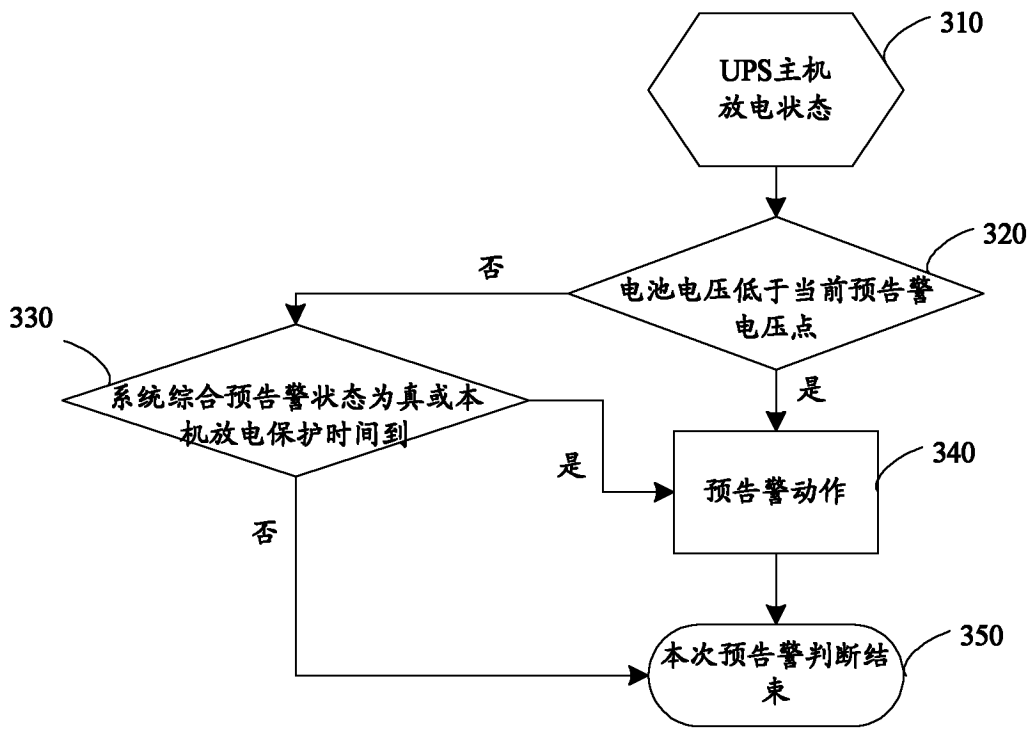 310
UPS主机
放电状态
320
否
电池电压低于当前预告警
电压点
330
是
系统综合预告警状态为真或本
机放电保护时间到
340
是
预告警动作
否
350
本次预告警判断结
束